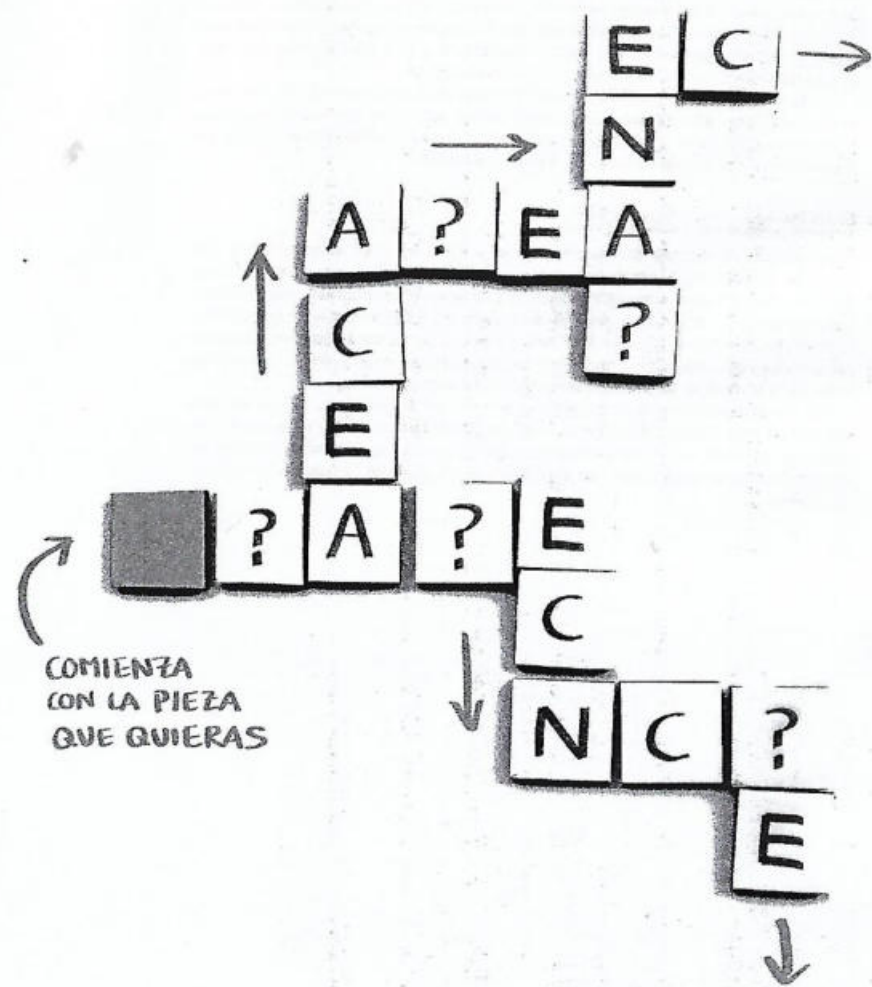 E C
N
A ? E A
C ?
E
? A ? E
C
COMIENZA
CON LA PIEZA
QUE QUIERAS
N C ?
E